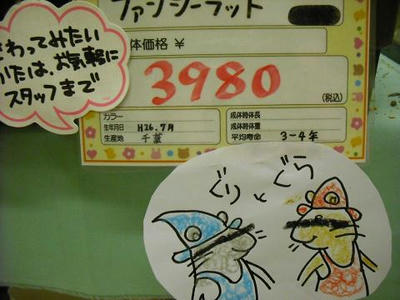 さわってみたい
かたは、お気軽に
スタッフまで
ファンシーラット
体価格 ¥
3980
(税込)
カラー
生年月日 H26.7月
生産地 千葉
成体時体長
成体時体重
平均寿命 3-4年
ぐりとぐら